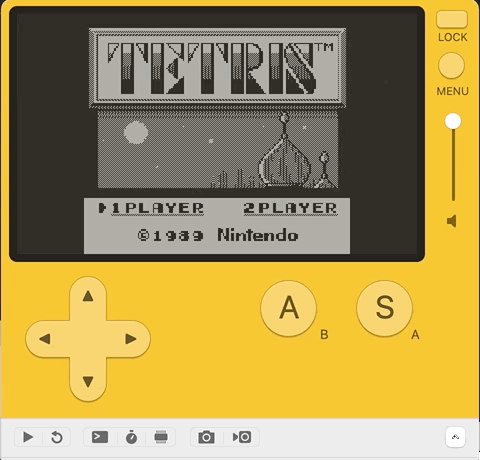 TETRIS™
1PLAYER 2PLAYER
©1989 Nintendo
LOCK
MENU
A
B
S
A